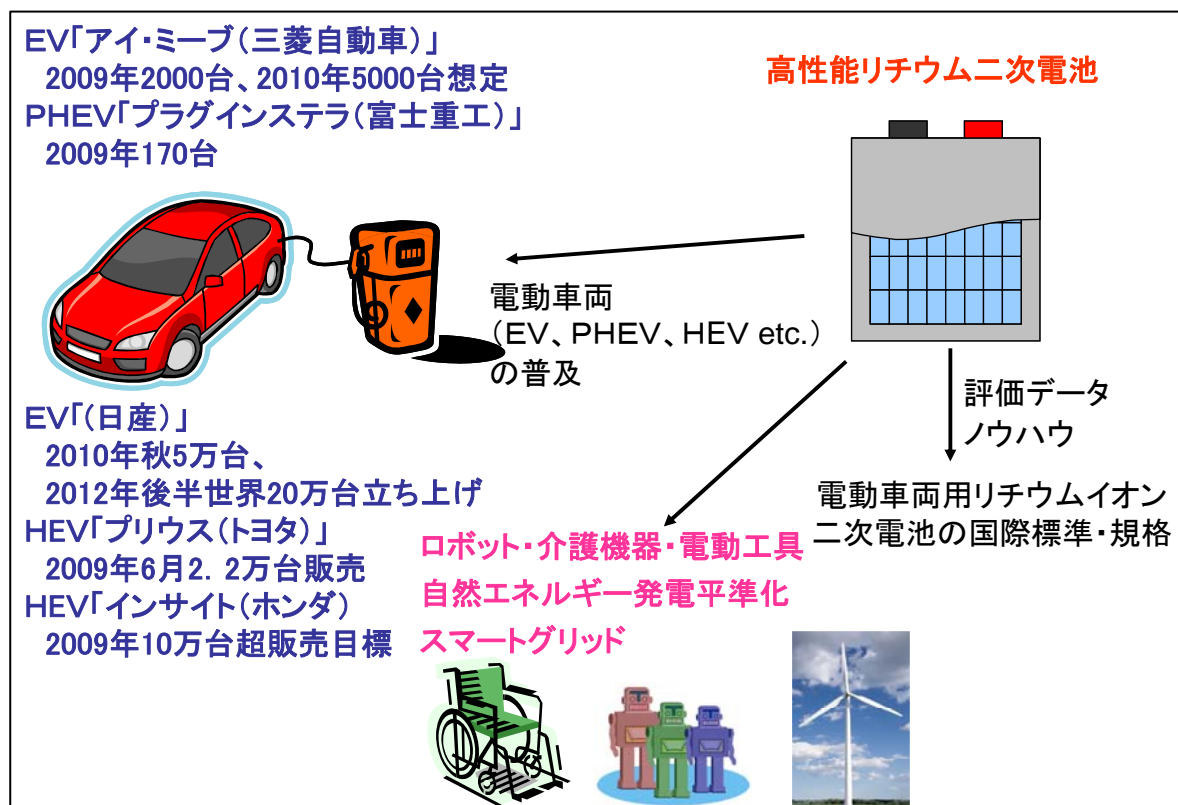 EV「アイ・ミーブ(三菱自動車)」
2009年2000台、2010年5000台想定
PHEV「プラグインステラ(富士重工)」
2009年170台
高性能リチウム二次電池
電動車両
(EV、PHEV、HEV etc.)
の普及
評価データ
ノウハウ
電動車両用リチウムイオン
二次電池の国際標準・規格
EV「(日産)」
2010年秋5万台、
2012年後半世界20万台立ち上げ
HEV「プリウス(トヨタ)」
2009年6月2.2万台販売
HEV「インサイト(ホンダ)
2009年10万台超販売目標
ロボット・介護機器・電動工具
自然エネルギー発電平準化
スマートグリッド